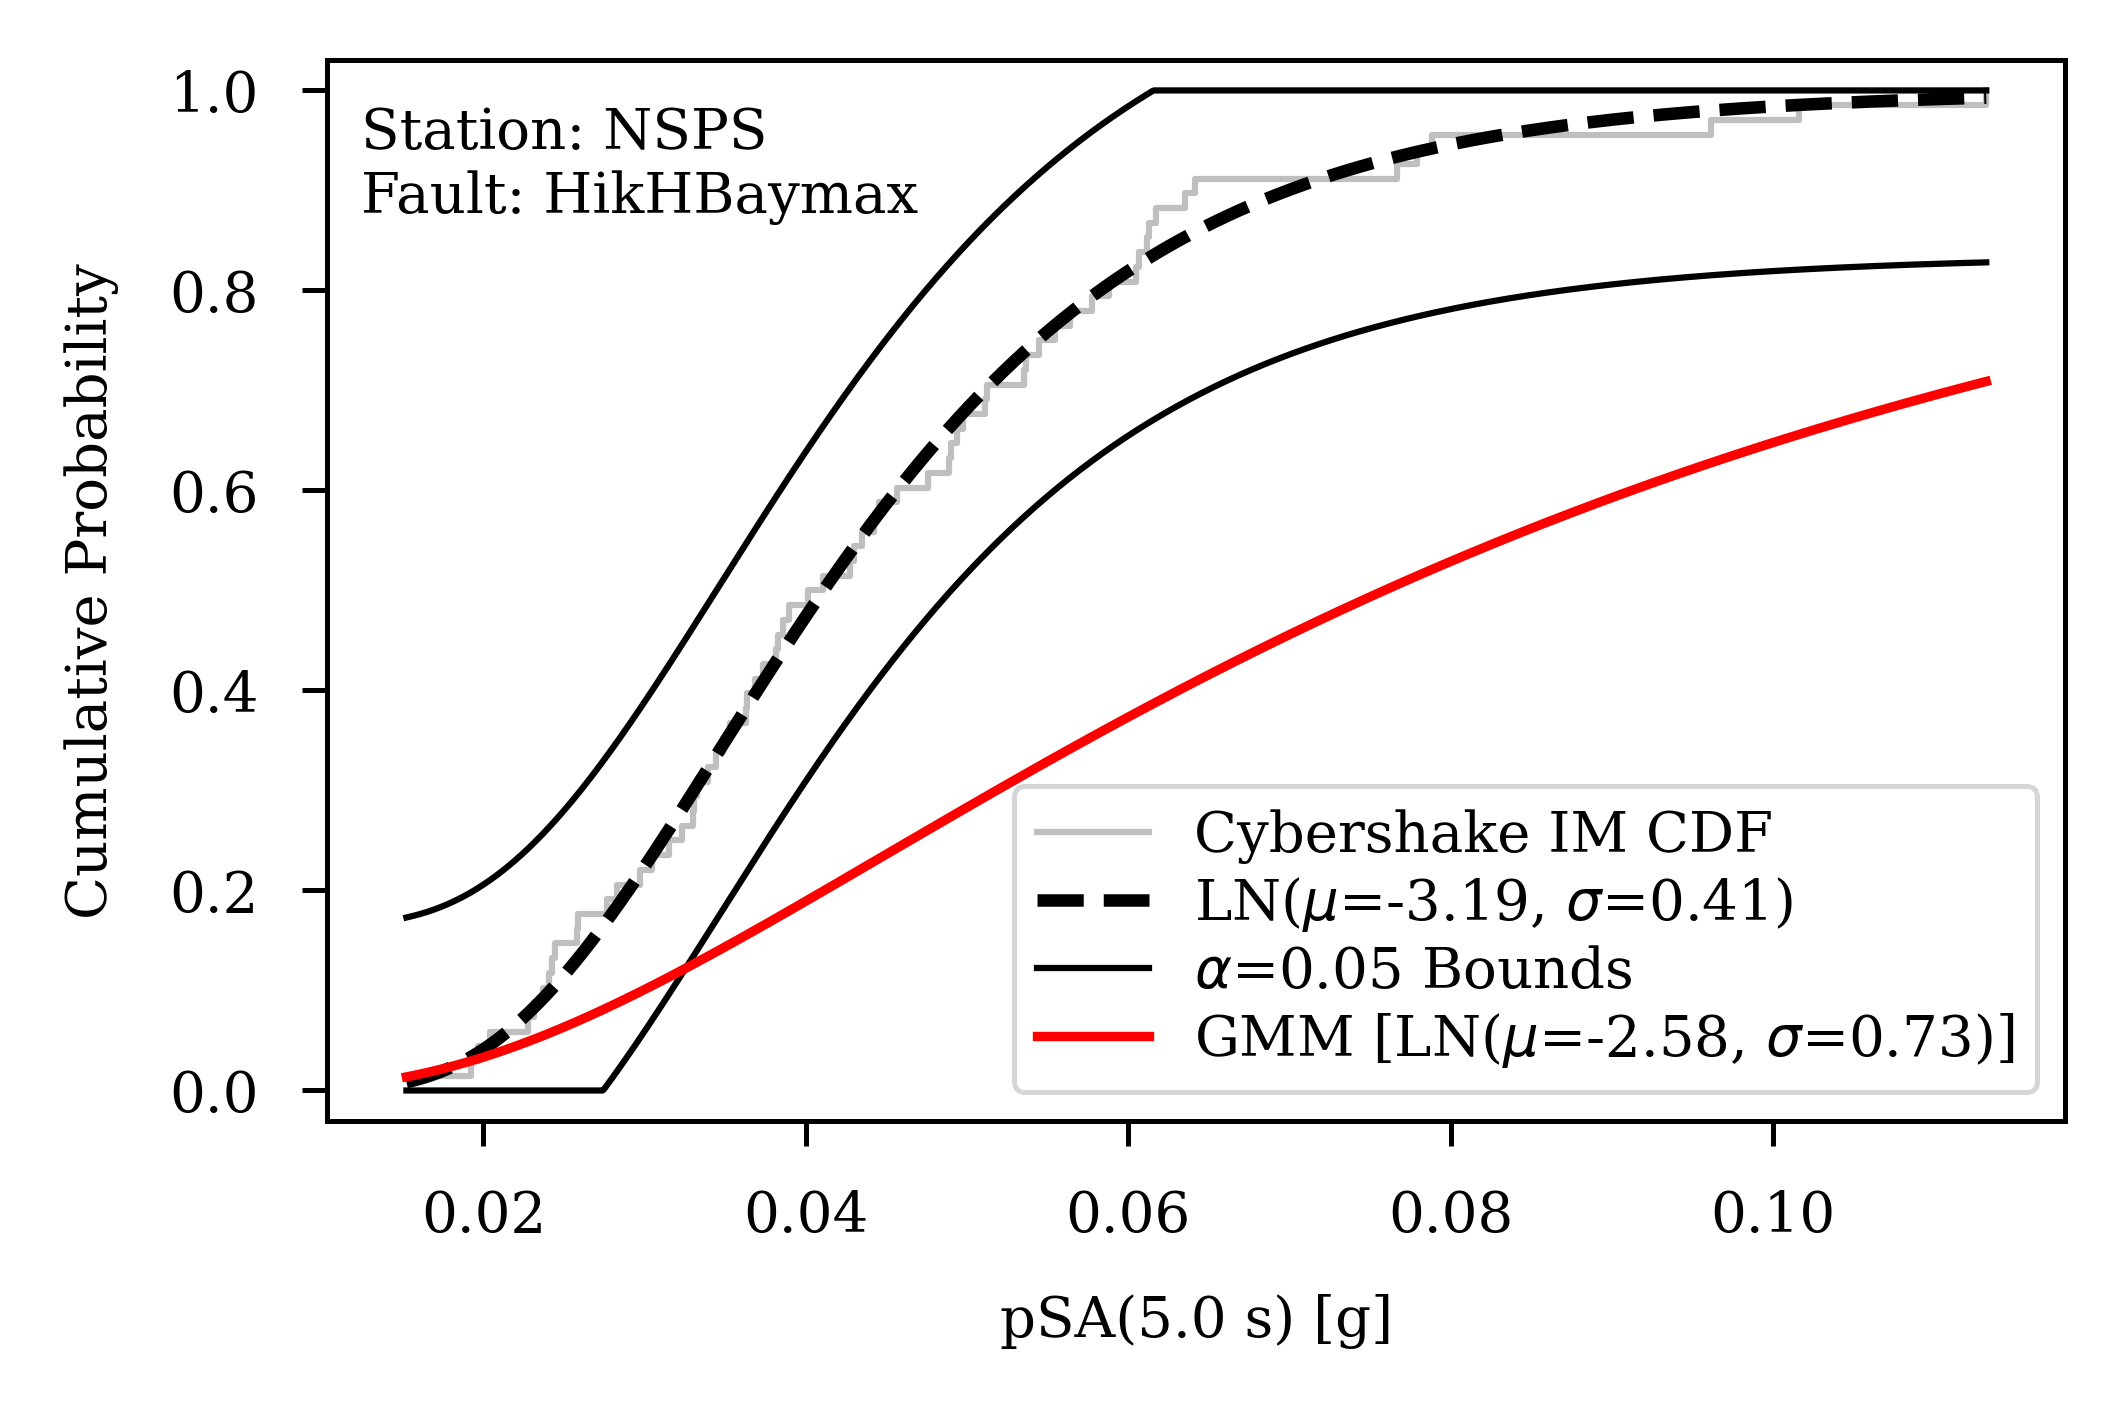 Station: NSPS
Fault: HikHBaymax
Cumulative Probability
1.0
0.8
0.6
0.4
0.2
0.0
0.02 0.04 0.06 0.08 0.10
pSA(5.0 s) [g]
Cybershake IM CDF
LN(μ=-3.19, σ=0.41)
α=0.05 Bounds
GMM [LN(μ=-2.58, σ=0.73)]